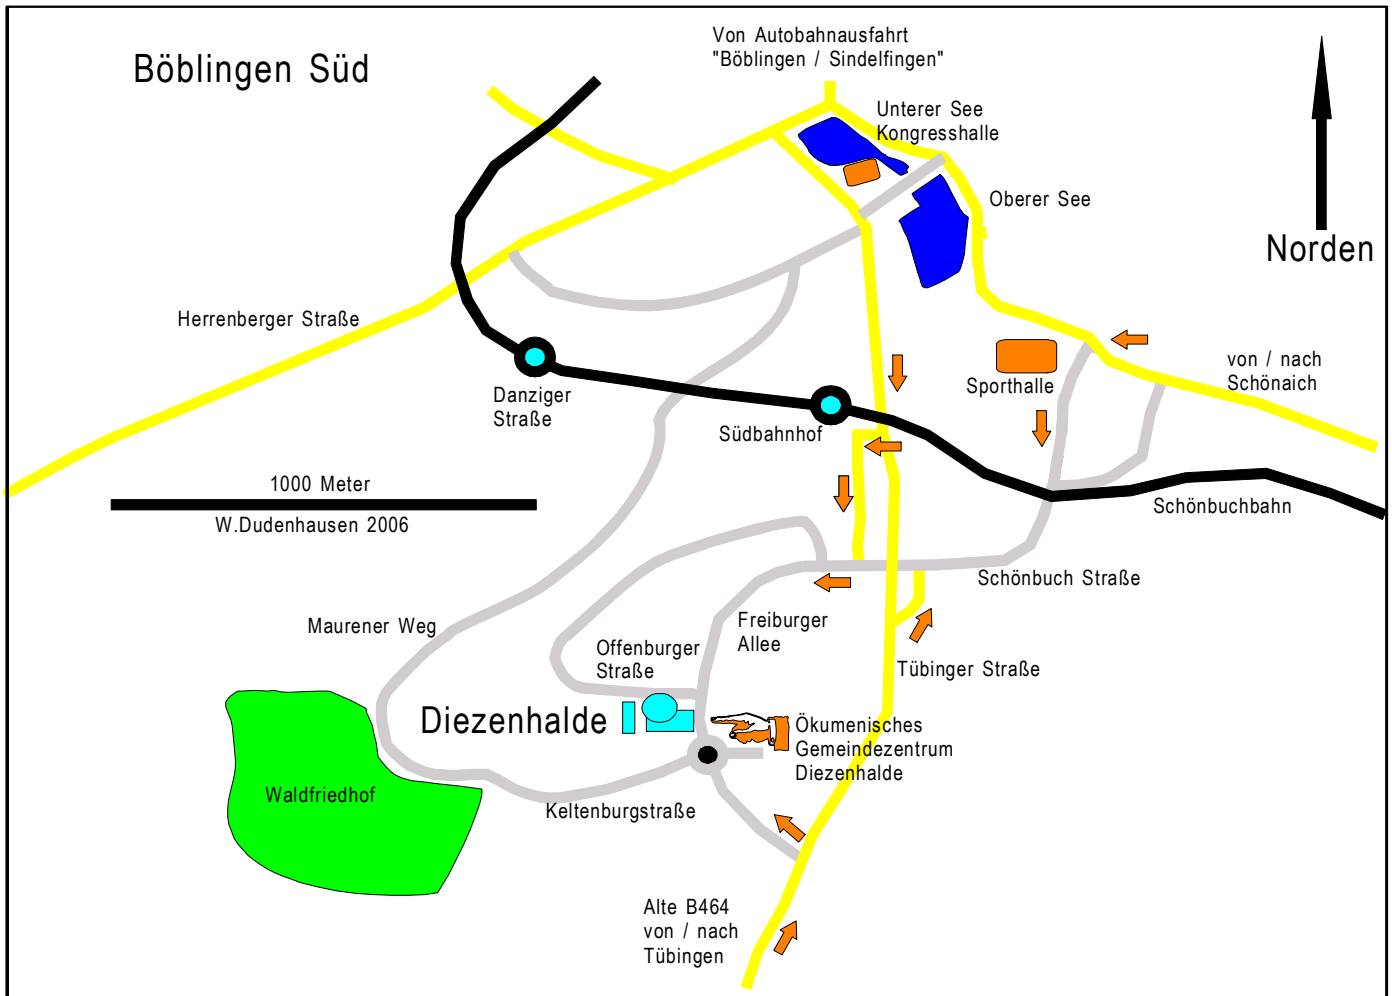 Von Autobahnausfahrt
"Böblingen / Sindelfingen"
Böblingen Süd
Unterer See
Kongresshalle
Oberer See
Norden
Herrenberger Straße
von / nach
Schönaich
Sporthalle
Danziger
Straße
Südbahnhof
1000 Meter
W.Dudenhausen 2006
Schönbuchbahn
Schönbuch Straße
Maurener Weg
Freiburger
Allee
Offenburger
Straße
Tübinger Straße
Diezenhalde
Ökumenisches
Gemeindezentrum
Diezenhalde
Waldfriedhof
Keltenburgstraße
Alte B464
von / nach
Tübingen